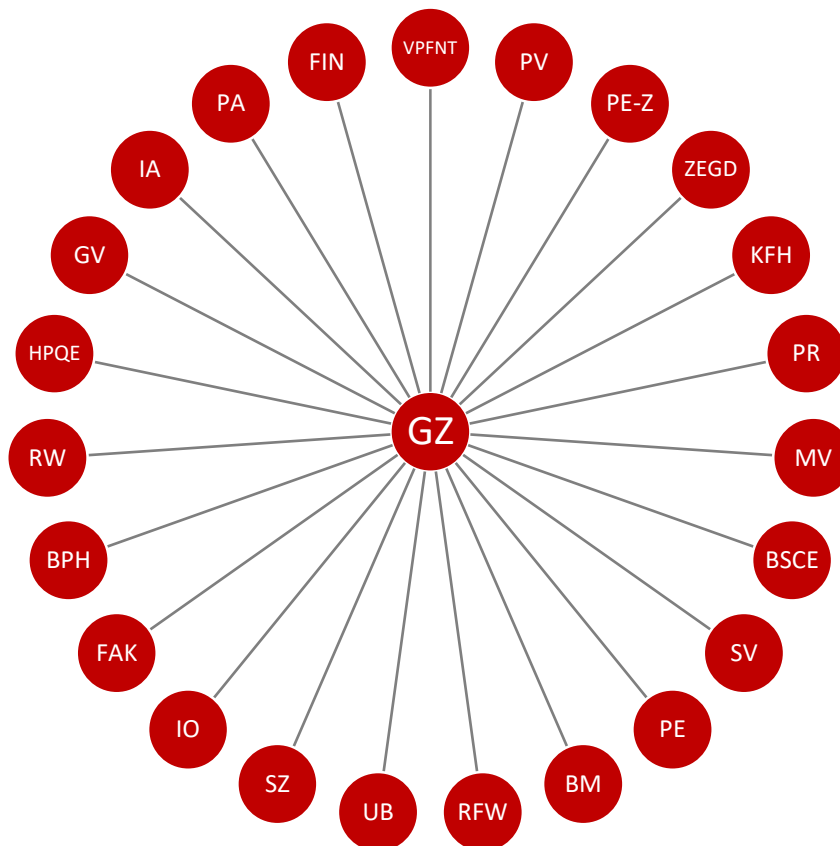 VPFNT
PV
PE-Z
ZEGD
KFH
PR
MV
BSCE
SV
PE
BM
RFW
UB
SZ
IO
FAK
BPH
RW
HPQE
GV
IA
PA
FIN
GZ